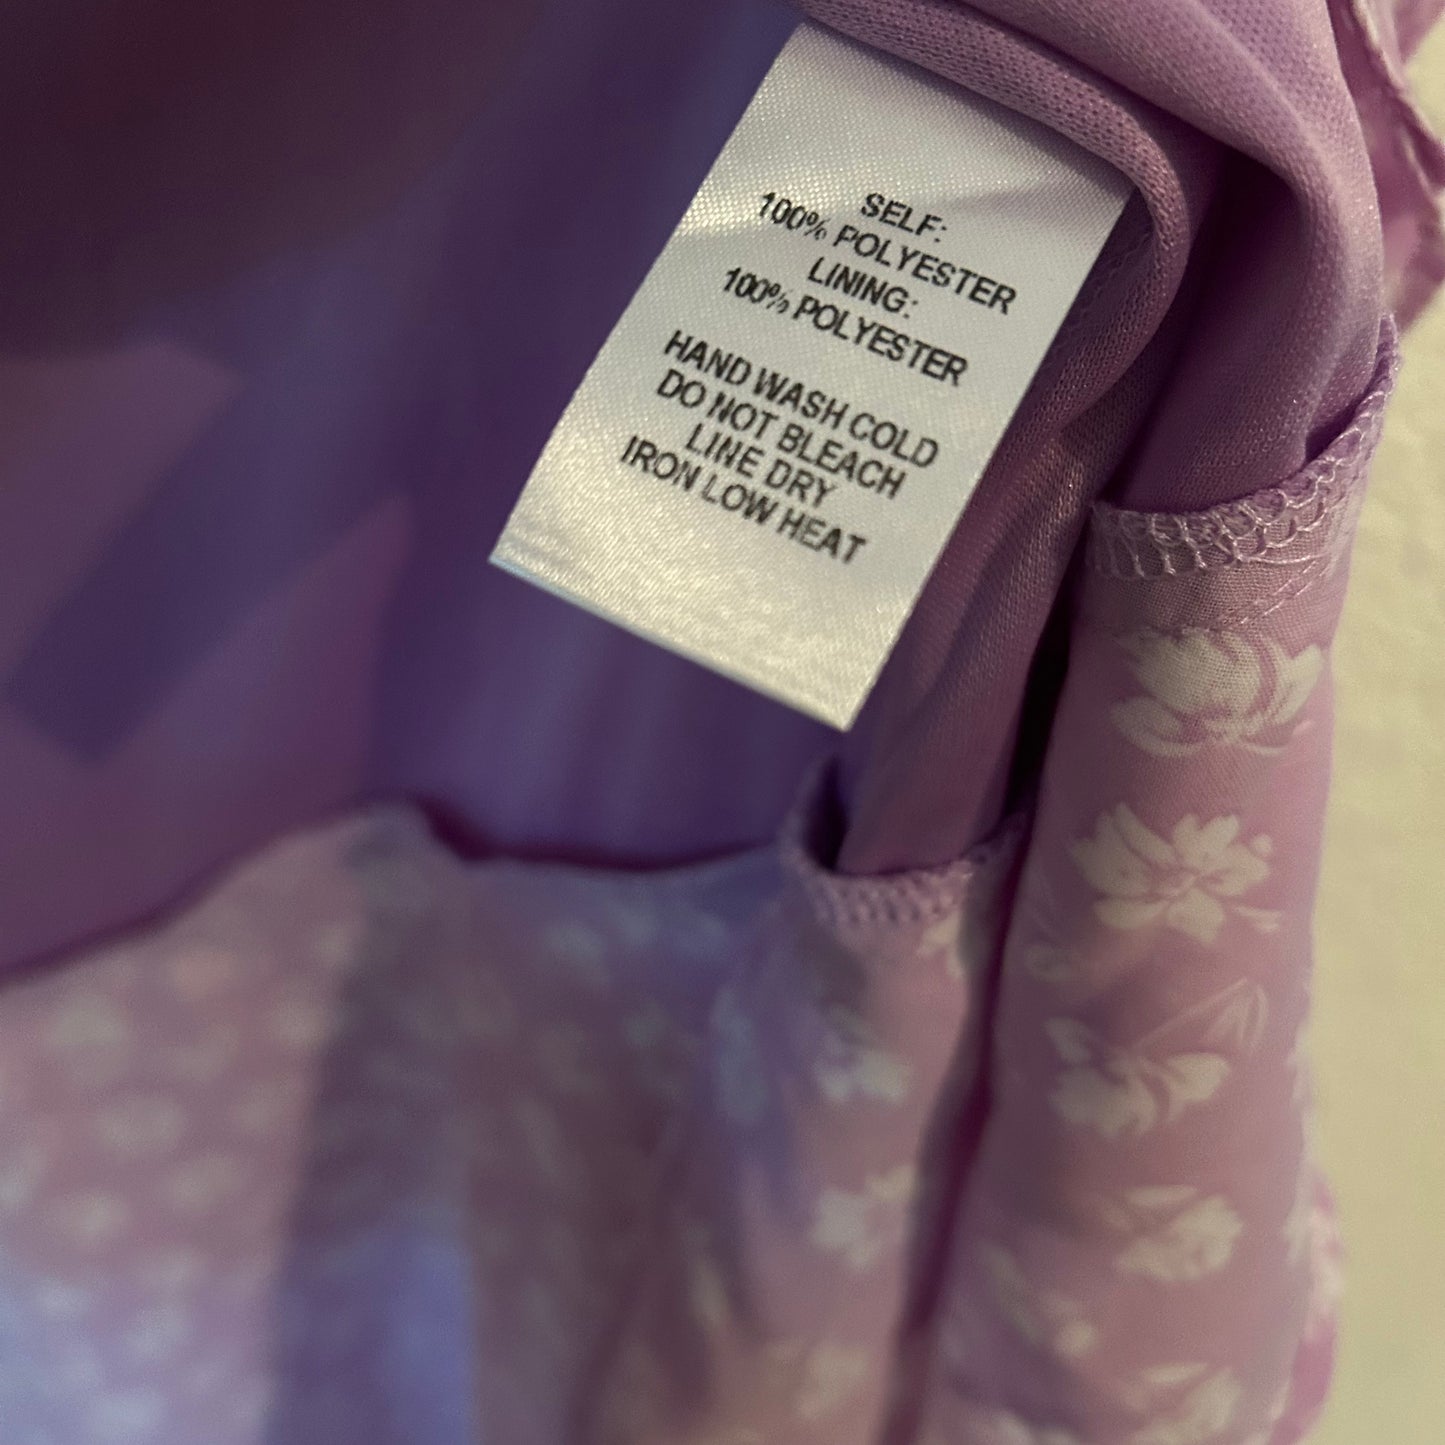 SELF:
100% POLYESTER
LINING:
100% POLYESTER
HAND WASH COLD
DO NOT BLEACH
LINE DRY
IRON LOW HEAT